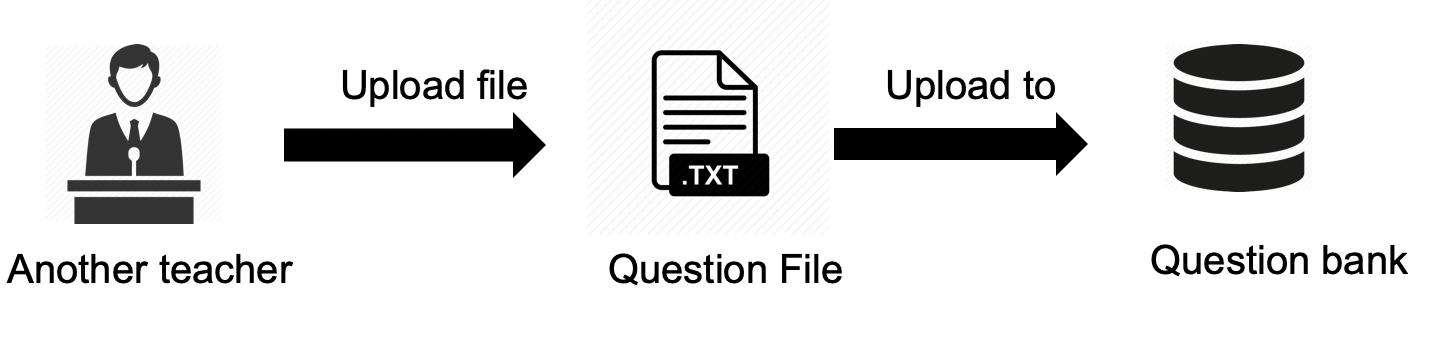 Upload file
Upload to
.TXT
Another teacher
Question File
Question bank